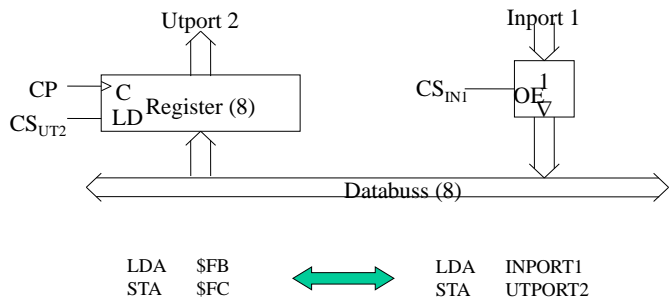 Utport 2
Inport 1
CP
C
Register (8)
CS_UT2
LD
CS_IN1
1
OE
Databuss (8)
LDA $FB
STA $FC
LDA INPORT1
STA UTPORT2